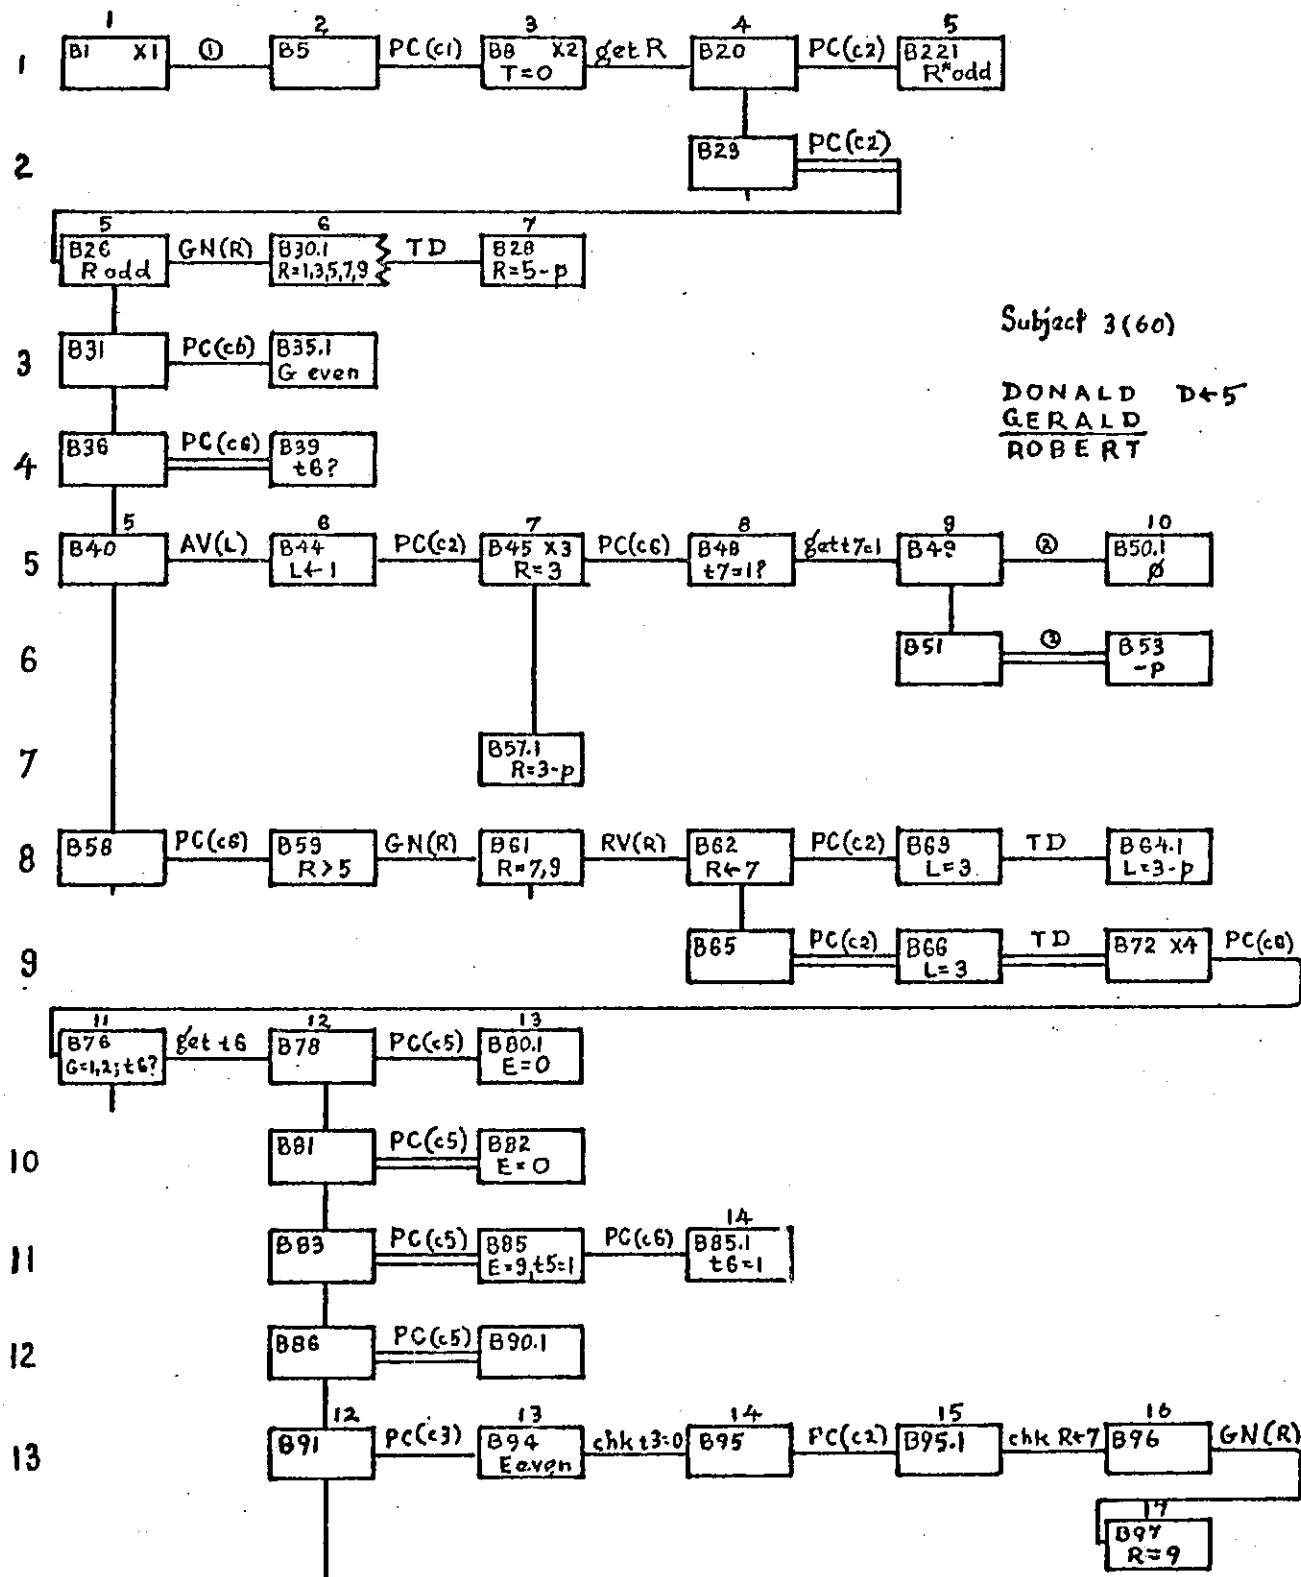 1 2 3 4 5
1 B1 X1 ① B5 PC(c1) B8 X2 get R B20 PC(c2) B221
T=0 R*odd
2 B23 PC(c2)
5 6 7
B26 GN(R) B30.1 TD B28
R odd R=1,3,5,7,9 R=5-p
Subject 3(60)
3 B31 PC(c6) B35.1
G even
DONALD D←5
GERALD
ROBERT
4 B36 PC(c6) B39
t6?
5 6 7 8 9 10
5 B40 AV(L) B44 PC(c2) B45 X3 PC(c6) B48 get t7c1 B49 ② B50.1
L←1 R=3 t7=1? Ø
6 B51 ② B53
-p
7 B57.1
R=3-p
8 B58 PC(c6) B59 GN(R) B61 RV(R) B62 PC(c2) B63 TD B64.1
R>5 R=7,9 R←7 L=3 L=3-p
9 B65 PC(c2) B66 TD B72 X4 PC(c6)
L=3
11 12 13
B76 get t6 B78 PC(c5) B80.1
G=1,2;t6? E=0
10 B81 PC(c5) B82
E=0
14
11 B83 PC(c5) B85 PC(c6) B85.1
E=9,t5=1 t6=1
12 B86 PC(c5) B90.1
12 13 14 15 16
13 B91 PC(c3) B94 chk t3=0 B95 PC(c2) B95.1 chk R←7 B96 GN(R)
E even
17
B97
R=9